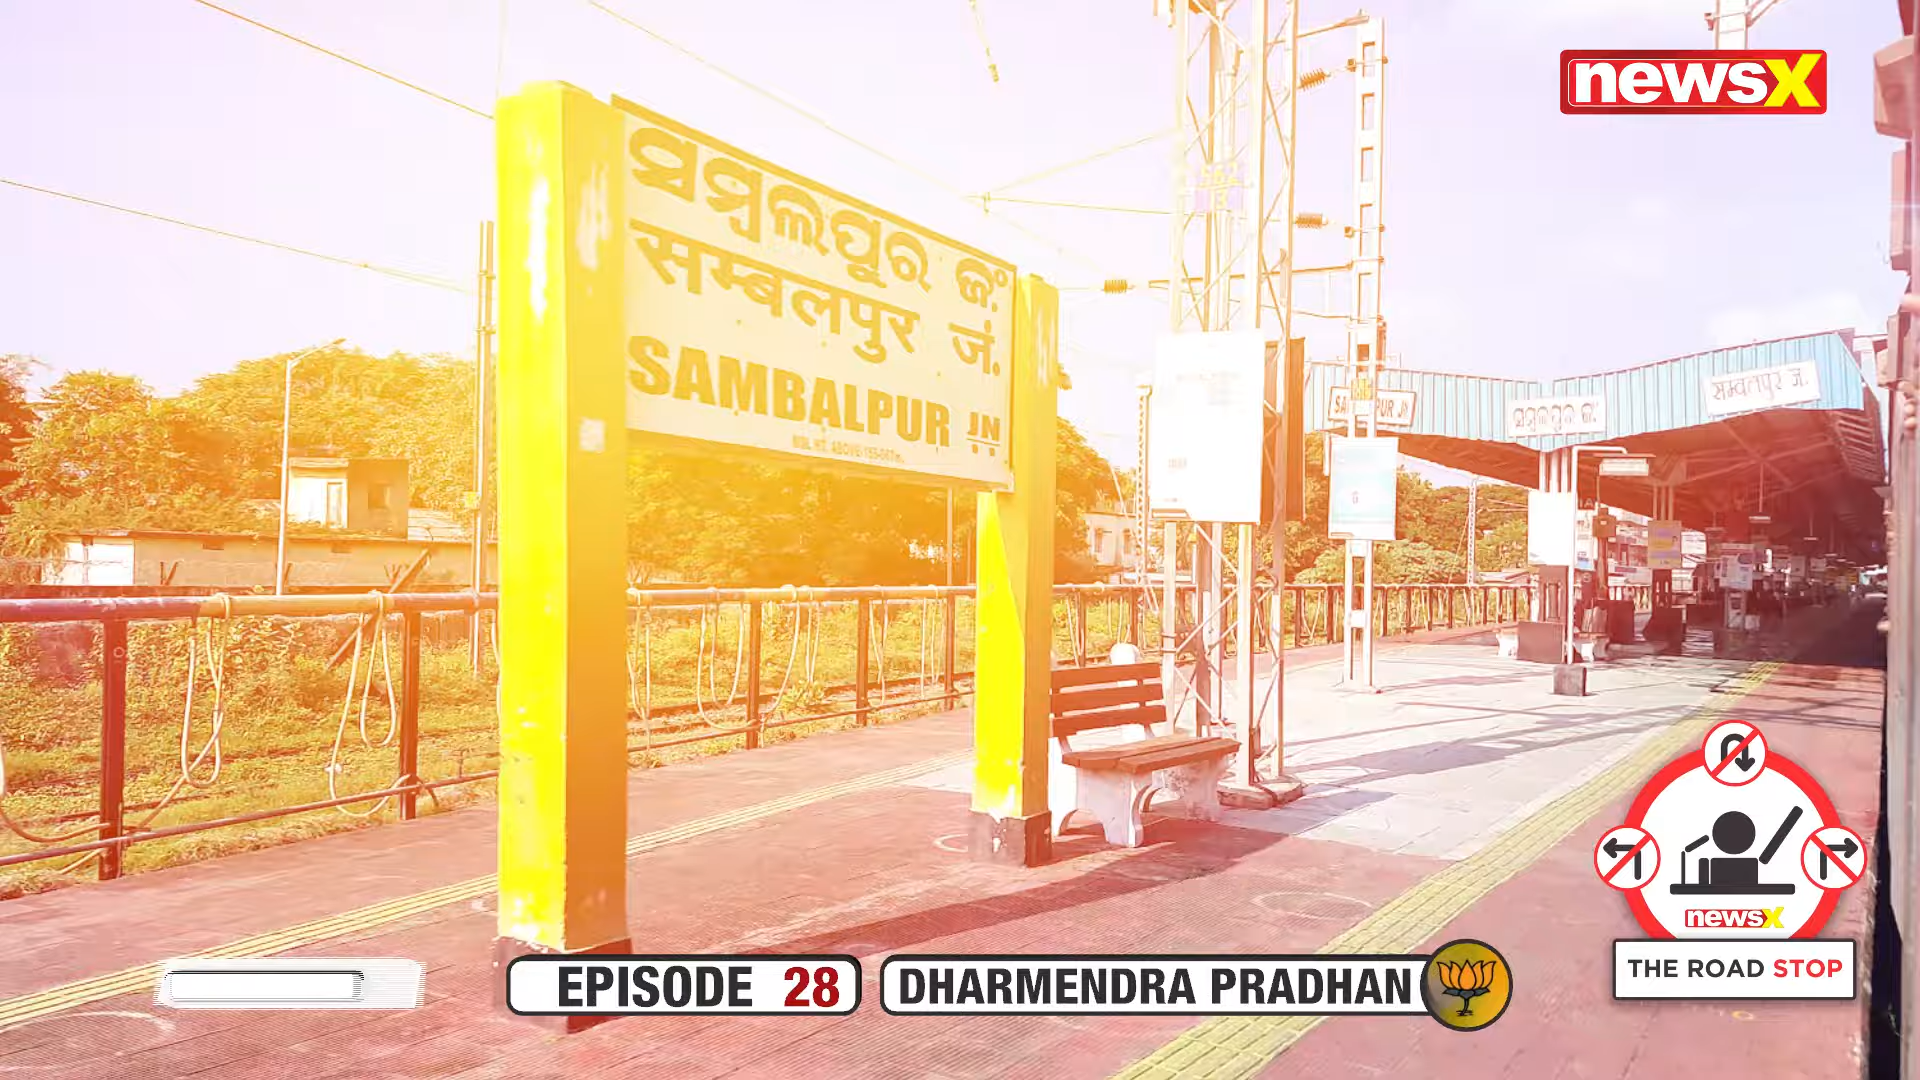 newsX
ସମ୍ବଲପୁର ଜଂ.
सम्बलपुर जं.
SAMBALPUR JN
ସମ୍ବଲପୁର ଜଂ.
सम्बलपुर जं.
newsX
THE ROAD STOP
EPISODE 28
DHARMENDRA PRADHAN